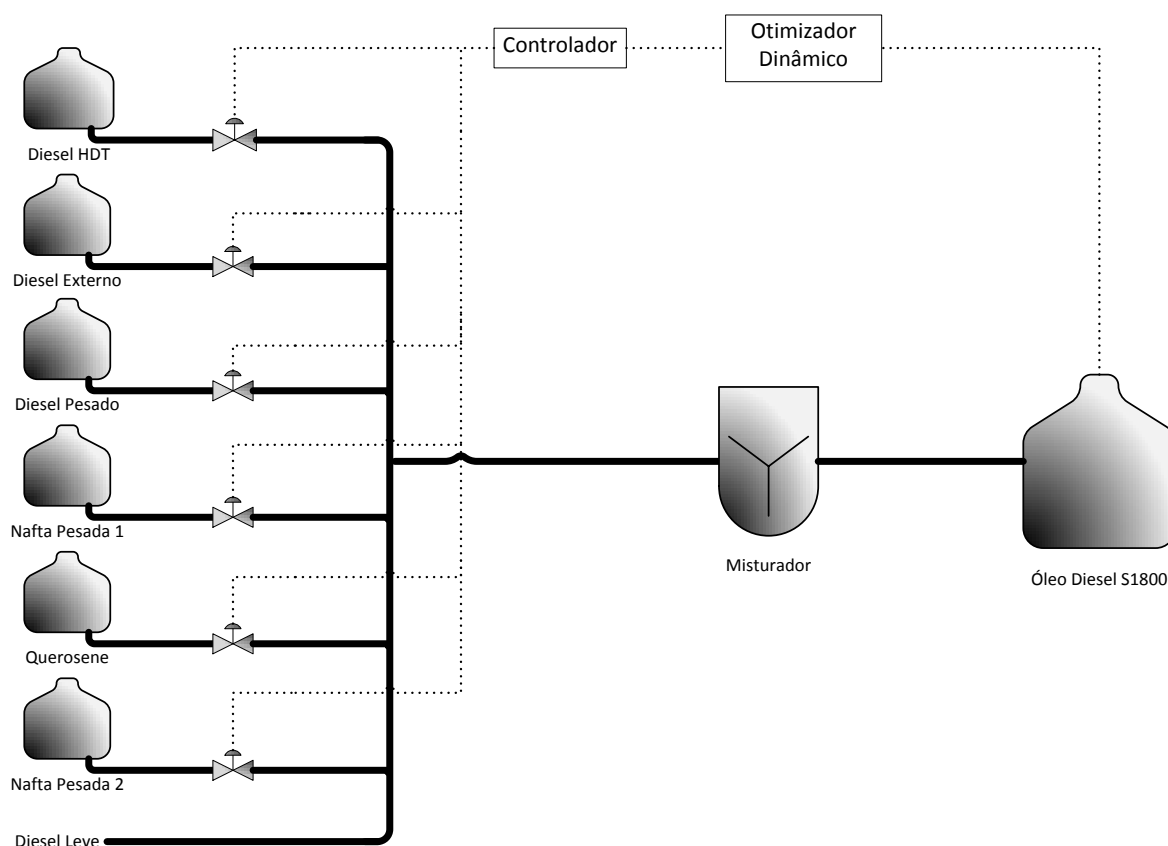 Controlador
Otimizador
Dinâmico
Diesel HDT
Diesel Externo
Diesel Pesado
Nafta Pesada 1
Querosene
Nafta Pesada 2
Diesel Leve
Misturador
Óleo Diesel S1800